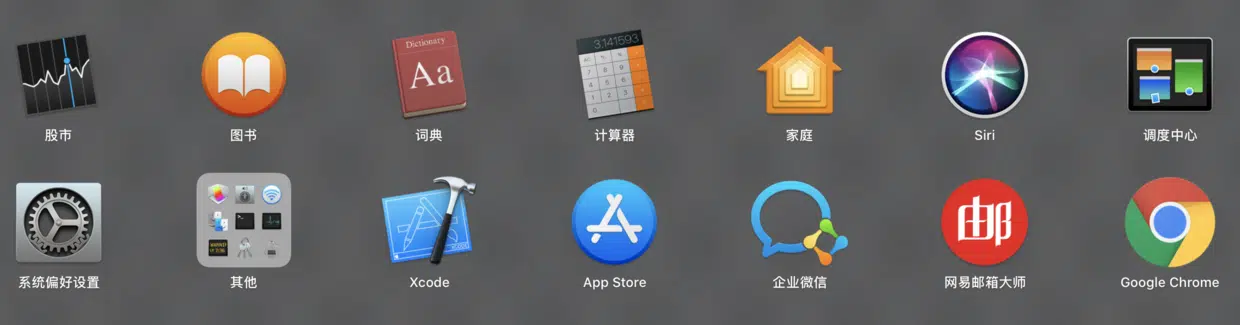 Dictionary
Aa
3.141593
股市
图书
词典
计算器
家庭
Siri
调度中心
邮
系统偏好设置
其他
Xcode
App Store
企业微信
网易邮箱大师
Google Chrome